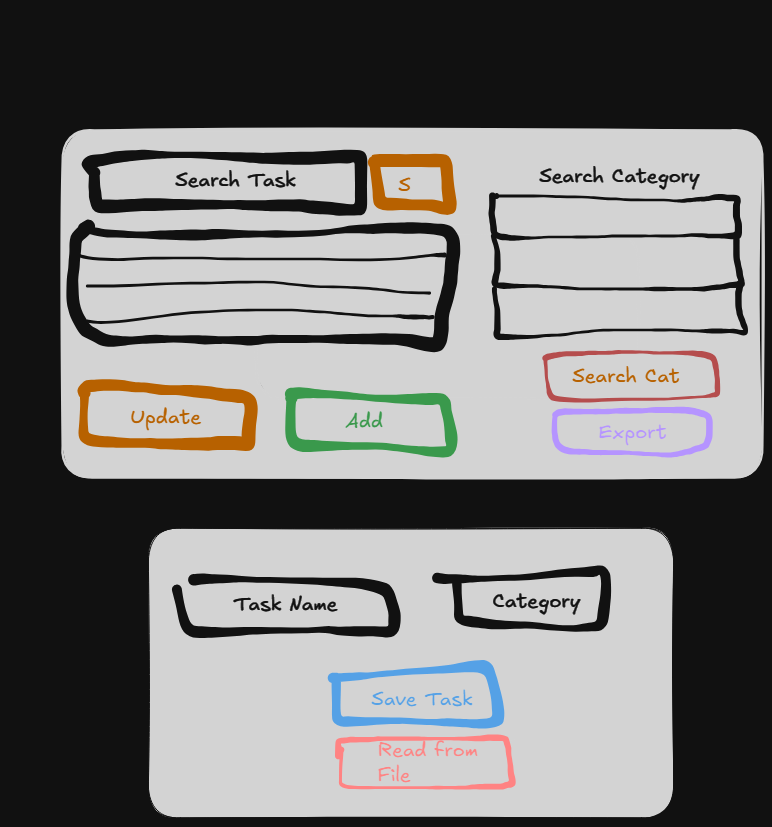 Search Task
S
Search Category
Search Cat
Update
Add
Export
Task Name
Category
Save Task
Read from
File